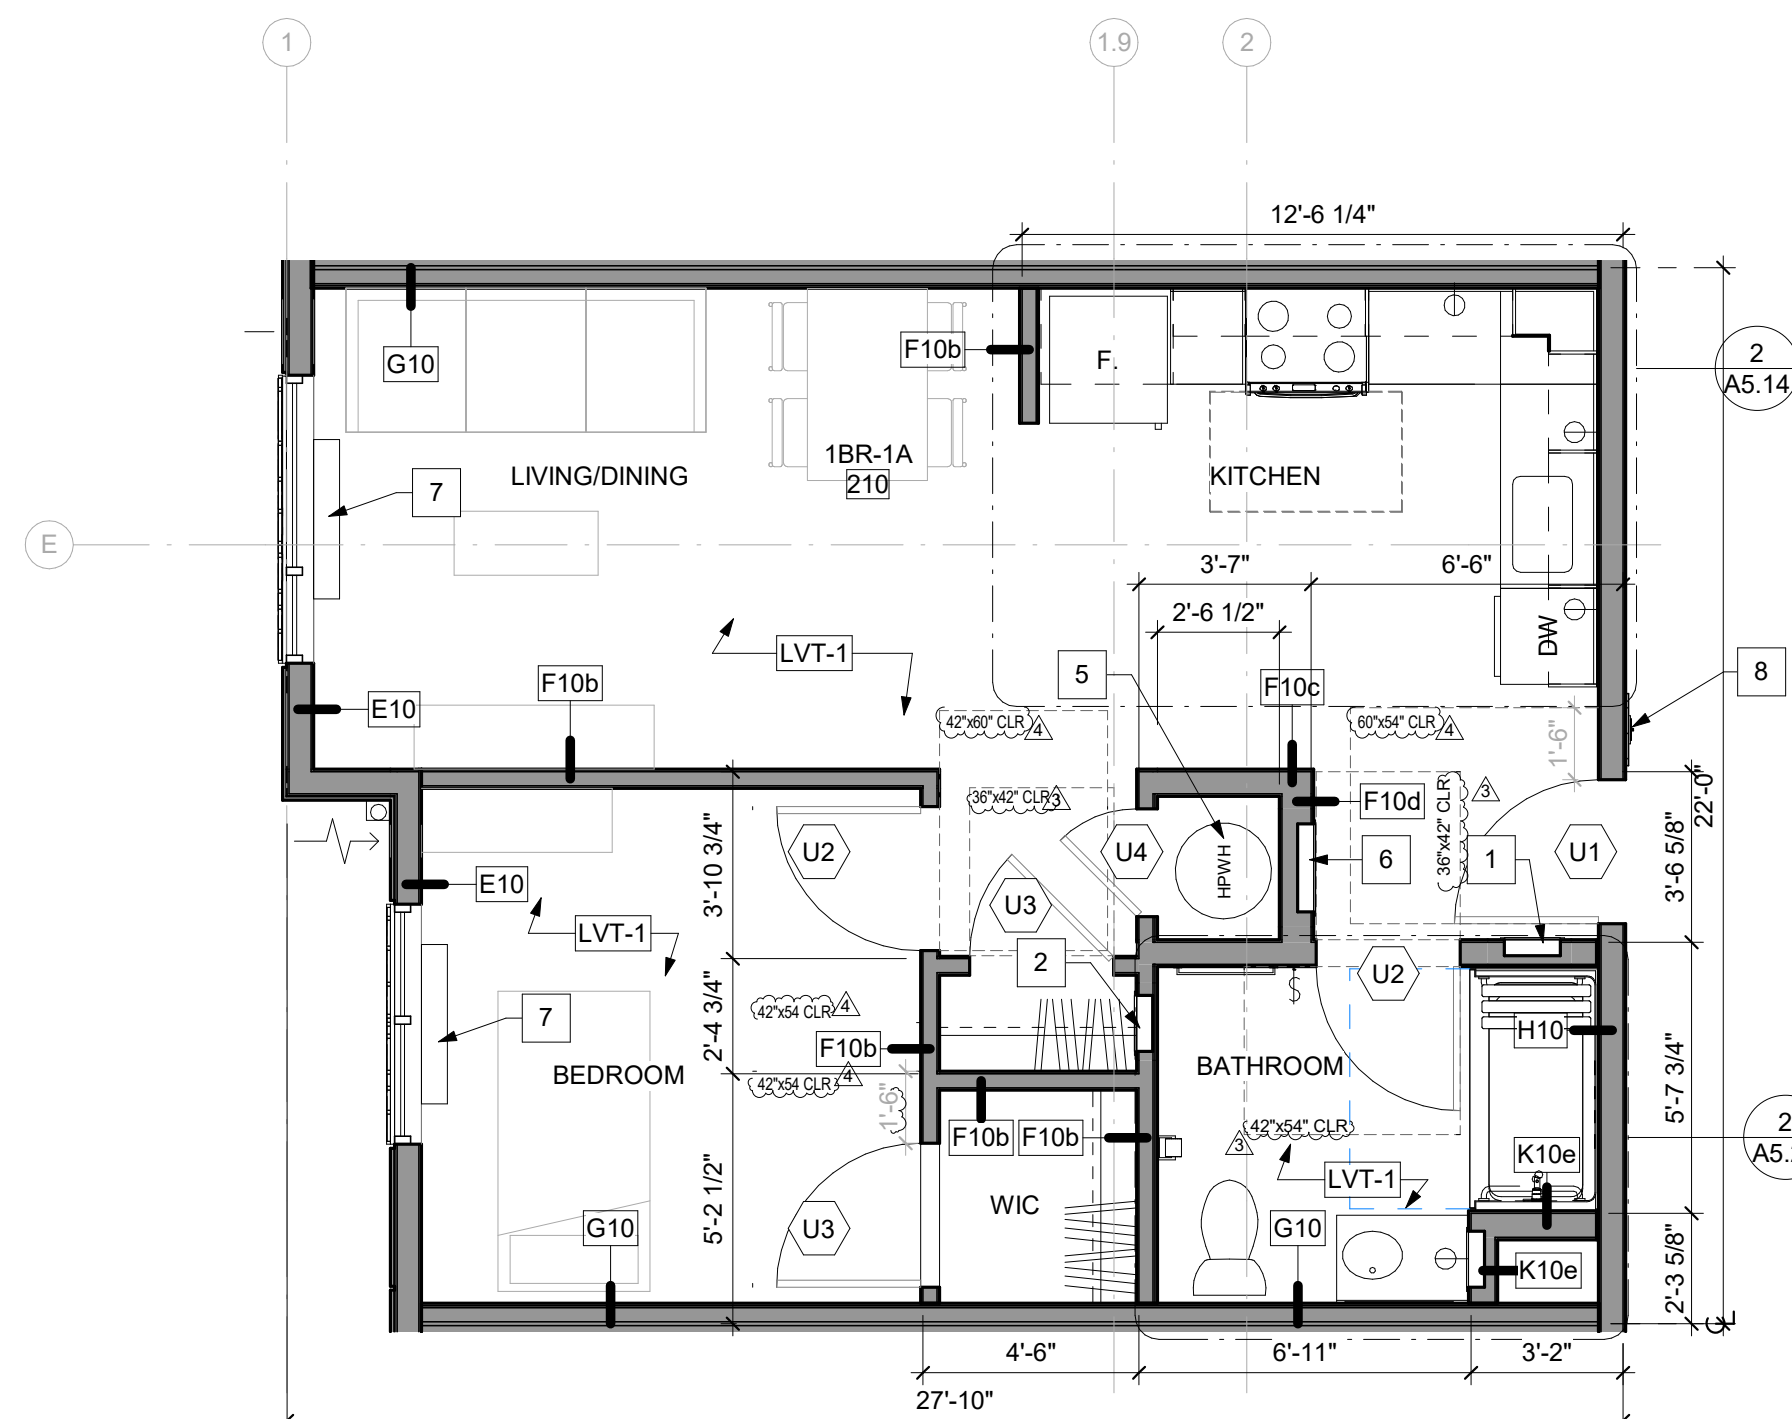 1
1.9
2
12'-6 1/4"
2
A5.14
G10
F10b
F.
1BR-1A
210
LIVING/DINING
KITCHEN
7
E
3'-7"
6'-6"
2'-6 1/2"
DW
LVT-1
5
8
F10b
F10c
E10
42"x60" CLR
4
60"x54" CLR
4
1'-6"
22'-0"
36"x42" CLR
3
F10d
36"x42" CLR
3
U2
U4
HPWH
6
1
U1
3'-10 3/4"
3'-6 5/8"
E10
U3
LVT-1
2
U2
$
7
42"x54 CLR
4
2'-4 3/4"
H10
F10b
BEDROOM
BATHROOM
42"x54 CLR
4
5'-7 3/4"
1'-6"
F10b
F10b
42"x54" CLR
3
2
K10e
LVT-1
5'-2 1/2"
WIC
G10
U3
G10
K10e
2'-3 5/8"
CL
4'-6"
6'-11"
3'-2"
27'-10"